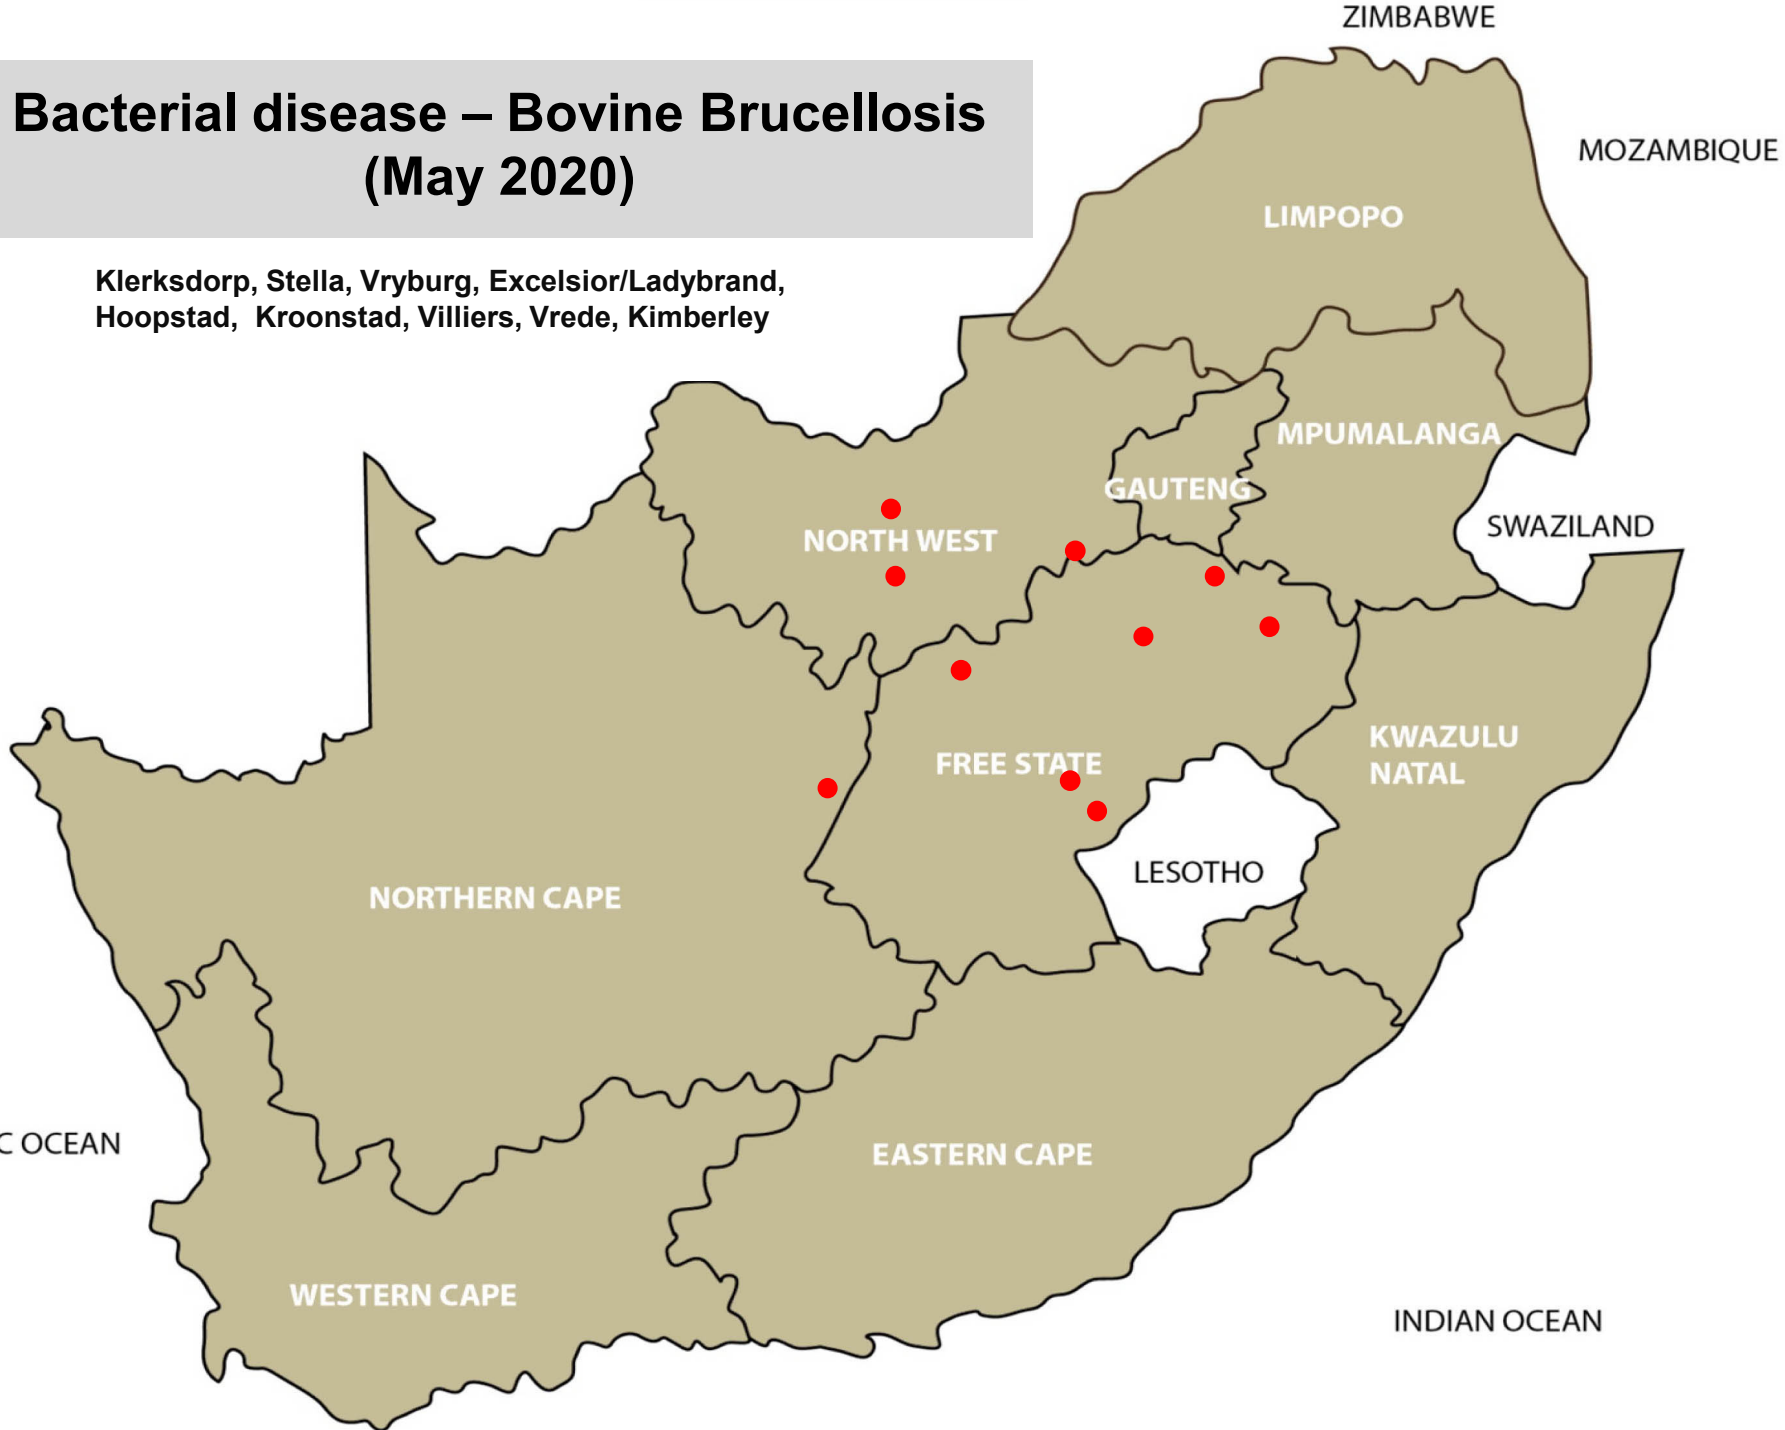 ZIMBABWE
Bacterial disease – Bovine Brucellosis
(May 2020)
MOZAMBIQUE
LIMPOPO
Klerksdorp, Stella, Vryburg, Excelsior/Ladybrand,
Hoopstad, Kroonstad, Villiers, Vrede, Kimberley
MPUMALANGA
GAUTENG
SWAZILAND
NORTH WEST
KWAZULU
NATAL
FREE STATE
LESOTHO
NORTHERN CAPE
C OCEAN
EASTERN CAPE
WESTERN CAPE
INDIAN OCEAN